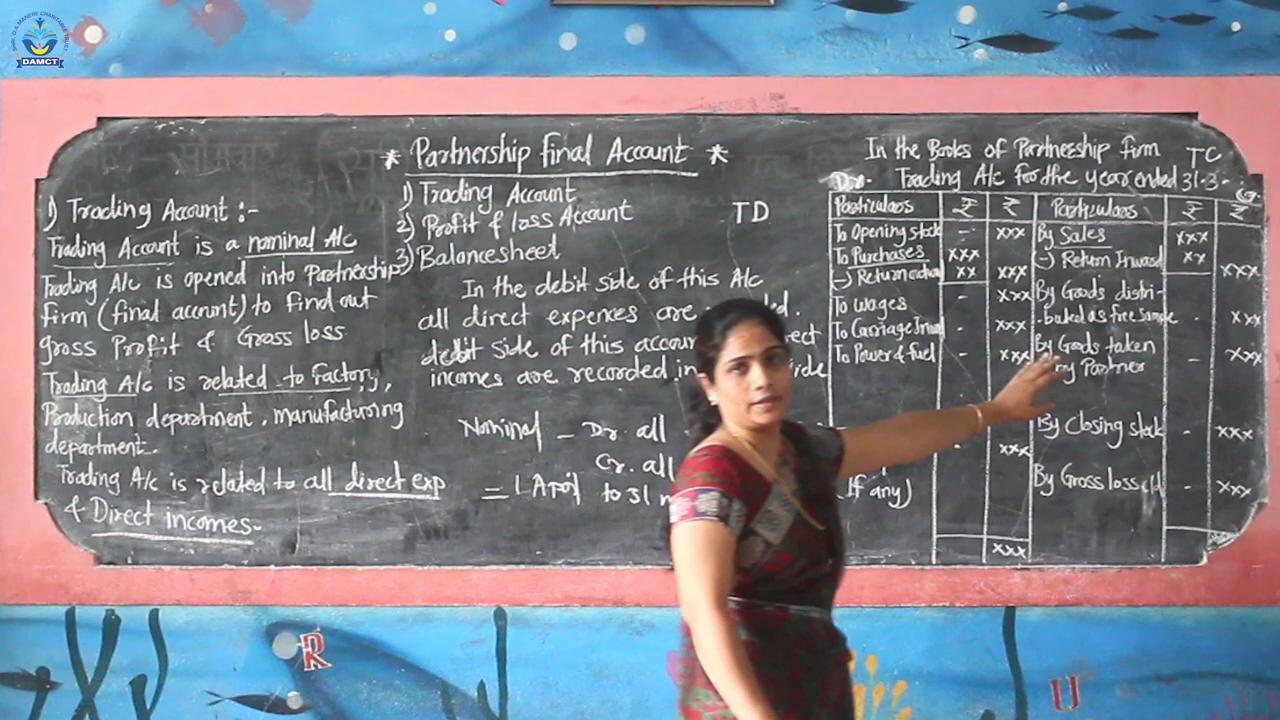 SHRI. D.A. MANERE CHARITABLE TRUST
DAMCT
* Partnership final Account *
1) Trading Account
2) Profit & loss Account
3) Balancesheet
TD
1) Trading Account :-
Trading Account is a nominal A/c
Trading A/c is opened into Partnership
firm (final account) to find out
gross Profit & Gross loss
Trading A/c is related to factory,
Production department, manufacturing
department.
Trading A/c is related to all direct exp
& Direct incomes.
In the debit side of this A/c
all direct expences are
debit side of this
incomes are recorded in
Nominal - Dr. all
Cr. all
= 1 April to 31
In the Books of Partnership firm
TC
Trading A/c for the year ended 31-3-
Particulars ₹ ₹ Particulars ₹ ₹
To Opening stock - xxx By Sales xxx
To Purchases xxx (-) Return Inward xx xxx
(-) Return xx xxx By Goods distri-
To wages - xxx -buted as free sample - xxx
To Carriage - xxx By Goods taken
To Power & fuel - xxx by Partner - xxx
By Closing stock - xxx
- xxx
(If any) By Gross loss c/d - xxx
xxx
R
U